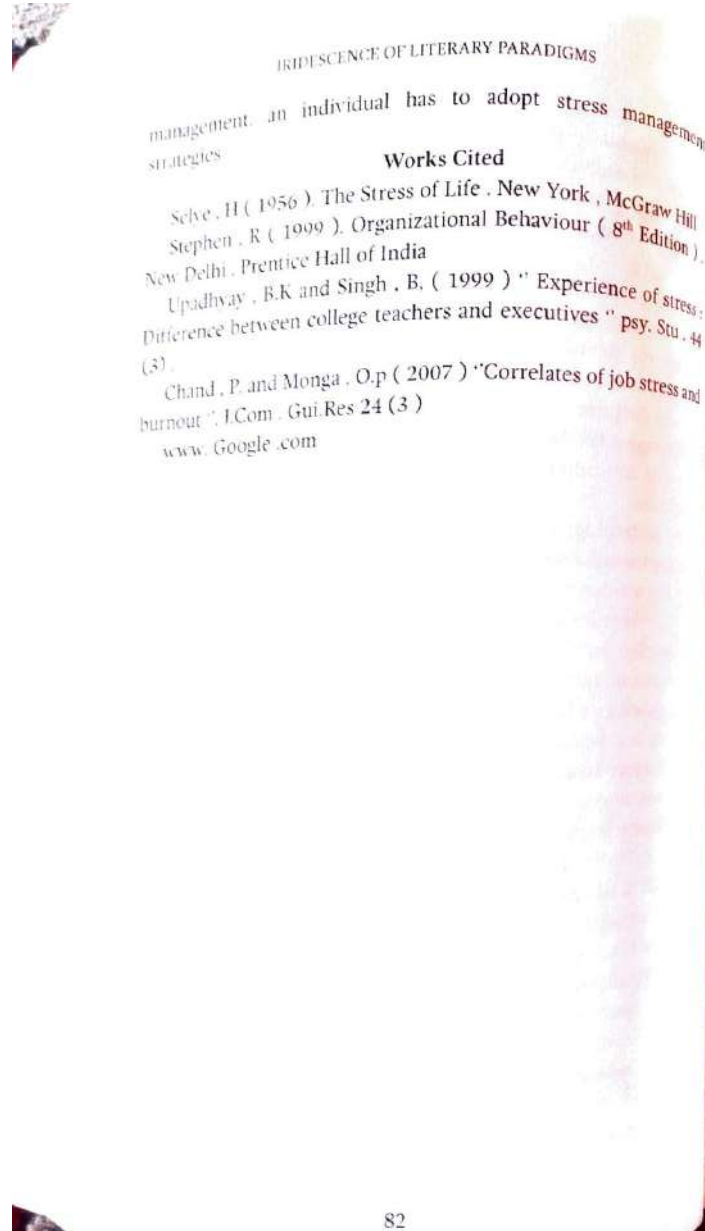 IRIDESCENCE OF LITERARY PARADIGMS
management, an individual has to adopt stress management
strategies
Works Cited
Selye . H ( 1956 ). The Stress of Life . New York , McGraw Hill
Stephen . R ( 1999 ). Organizational Behaviour ( 8th Edition ).
New Delhi . Prentice Hall of India
Upadhyay . B.K and Singh . B. ( 1999 ) " Experience of stress :
Difference between college teachers and executives " psy. Stu . 44
(3).
Chand . P. and Monga . O.p ( 2007 ) "Correlates of job stress and
burnout ". J.Com . Gui.Res 24 (3 )
www. Google .com
82